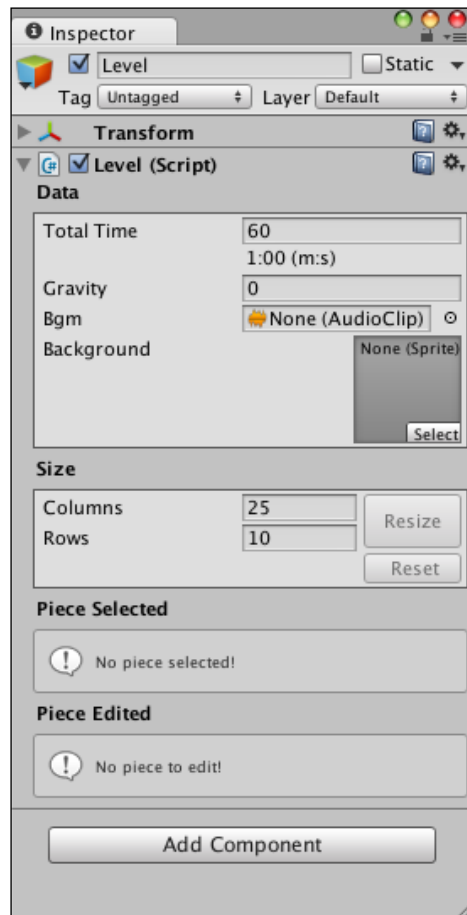 Inspector
Level
Static
Tag Untagged Layer Default
Transform
Level (Script)
Data
Total Time 60
1:00 (m:s)
Gravity 0
Bgm None (AudioClip)
Background None (Sprite)
Select
Size
Columns 25
Resize
Rows 10
Reset
Piece Selected
No piece selected!
Piece Edited
No piece to edit!
Add Component